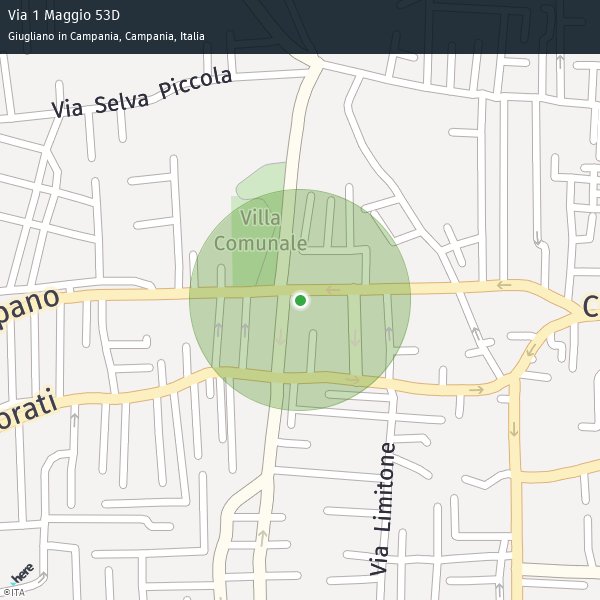 Via 1 Maggio 53D
Giugliano in Campania, Campania, Italia
Via Selva Piccola
Villa
Comunale
pano
C
orati
Via Limitone
here
©ITA